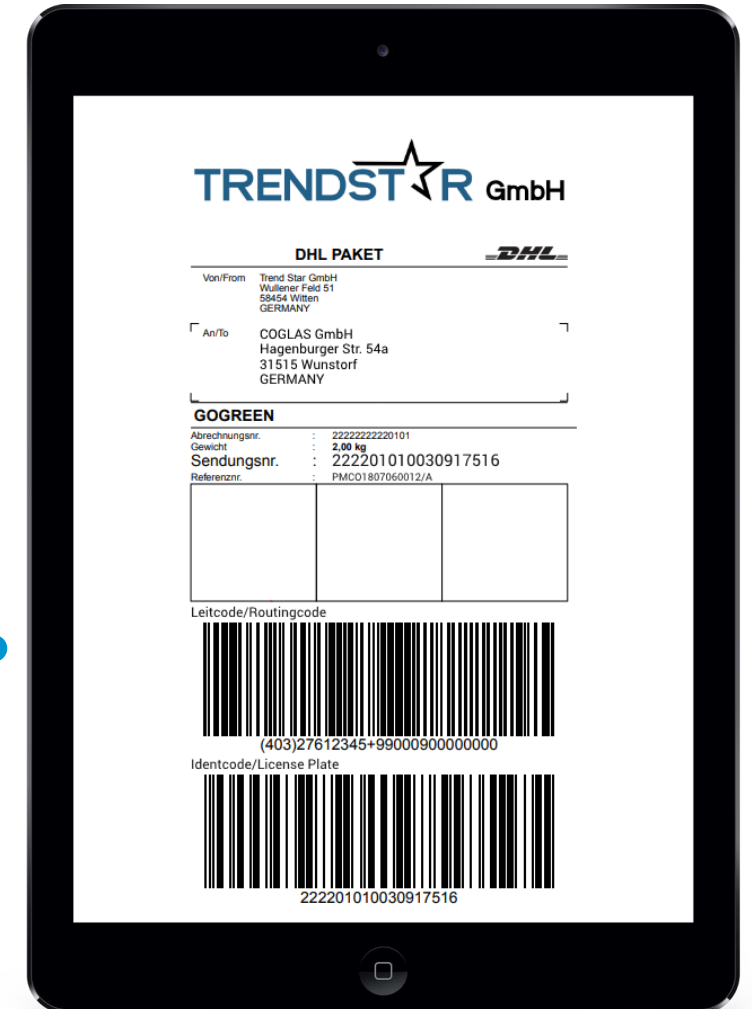 TRENDSTAR GmbH
DHL PAKET DHL
Von/From Trend Star GmbH
Wullener Feld 51
58454 Witten
GERMANY
An/To COGLAS GmbH
Hagenburger Str. 54a
31515 Wunstorf
GERMANY
GOGREEN
Abrechnungsnr. : 22222222220101
Gewicht : 2,00 kg
Sendungsnr. : 222201010030917516
Referenznr. : PMCO1807060012/A
Leitcode/Routingcode
(403)27612345+99000900000000
Identcode/License Plate
222201010030917516